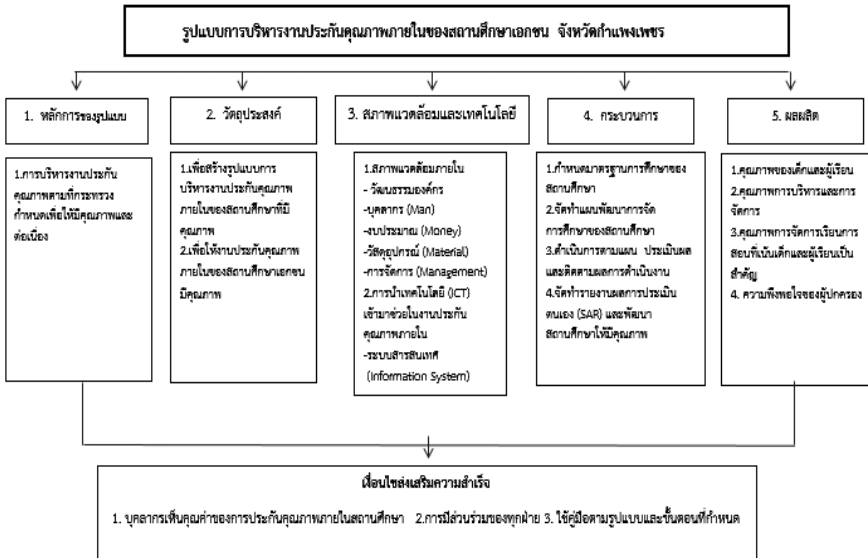 รูปแบบการบริหารงานประกันคุณภาพภายในของสถานศึกษาเอกชน จังหวัดกำแพงเพชร
1. หลักการของรูปแบบ
1.การบริหารงานประกัน
คุณภาพตามที่กระทรวง
กำหนดเพื่อให้มีคุณภาพและ
ต่อเนื่อง
2. วัตถุประสงค์
1.เพื่อสร้างรูปแบบการ
บริหารงานประกันคุณภาพ
ภายในของสถานศึกษาที่มี
คุณภาพ
2.เพื่อให้งานประกันคุณภาพ
ภายในของสถานศึกษาเอกชน
มีคุณภาพ
3. สภาพแวดล้อมและเทคโนโลยี
1.สภาพแวดล้อมภายใน
- วัฒนธรรมองค์กร
-บุคลากร (Man)
-งบประมาณ (Money)
-วัสดุอุปกรณ์ (Material)
-การจัดการ (Management)
2.การนำเทคโนโลยี (ICT)
เข้ามาช่วยในงานประกัน
คุณภาพภายใน
-ระบบสารสนเทศ
(Information System)
4. กระบวนการ
1.กำหนดมาตรฐานการศึกษาของ
สถานศึกษา
2.จัดทำแผนพัฒนาการจัด
การศึกษาของสถานศึกษา
3.ดำเนินการตามแผน ประเมินผล
และติดตามผลการดำเนินงาน
4.จัดทำรายงานผลการประเมิน
ตนเอง (SAR) และพัฒนา
สถานศึกษาให้มีคุณภาพ
5. ผลผลิต
1.คุณภาพของเด็กและผู้เรียน
2.คุณภาพการบริหารและการ
จัดการ
3.คุณภาพการจัดการเรียนการ
สอนที่เน้นเด็กและผู้เรียนเป็น
สำคัญ
4. ความพึงพอใจของผู้ปกครอง
เงื่อนไขส่งเสริมความสำเร็จ
1. บุคลากรเห็นคุณค่าของการประกันคุณภาพภายในสถานศึกษา 2.การมีส่วนร่วมของทุกฝ่าย 3. ใช้คู่มือตามรูปแบบและขั้นตอนที่กำหนด